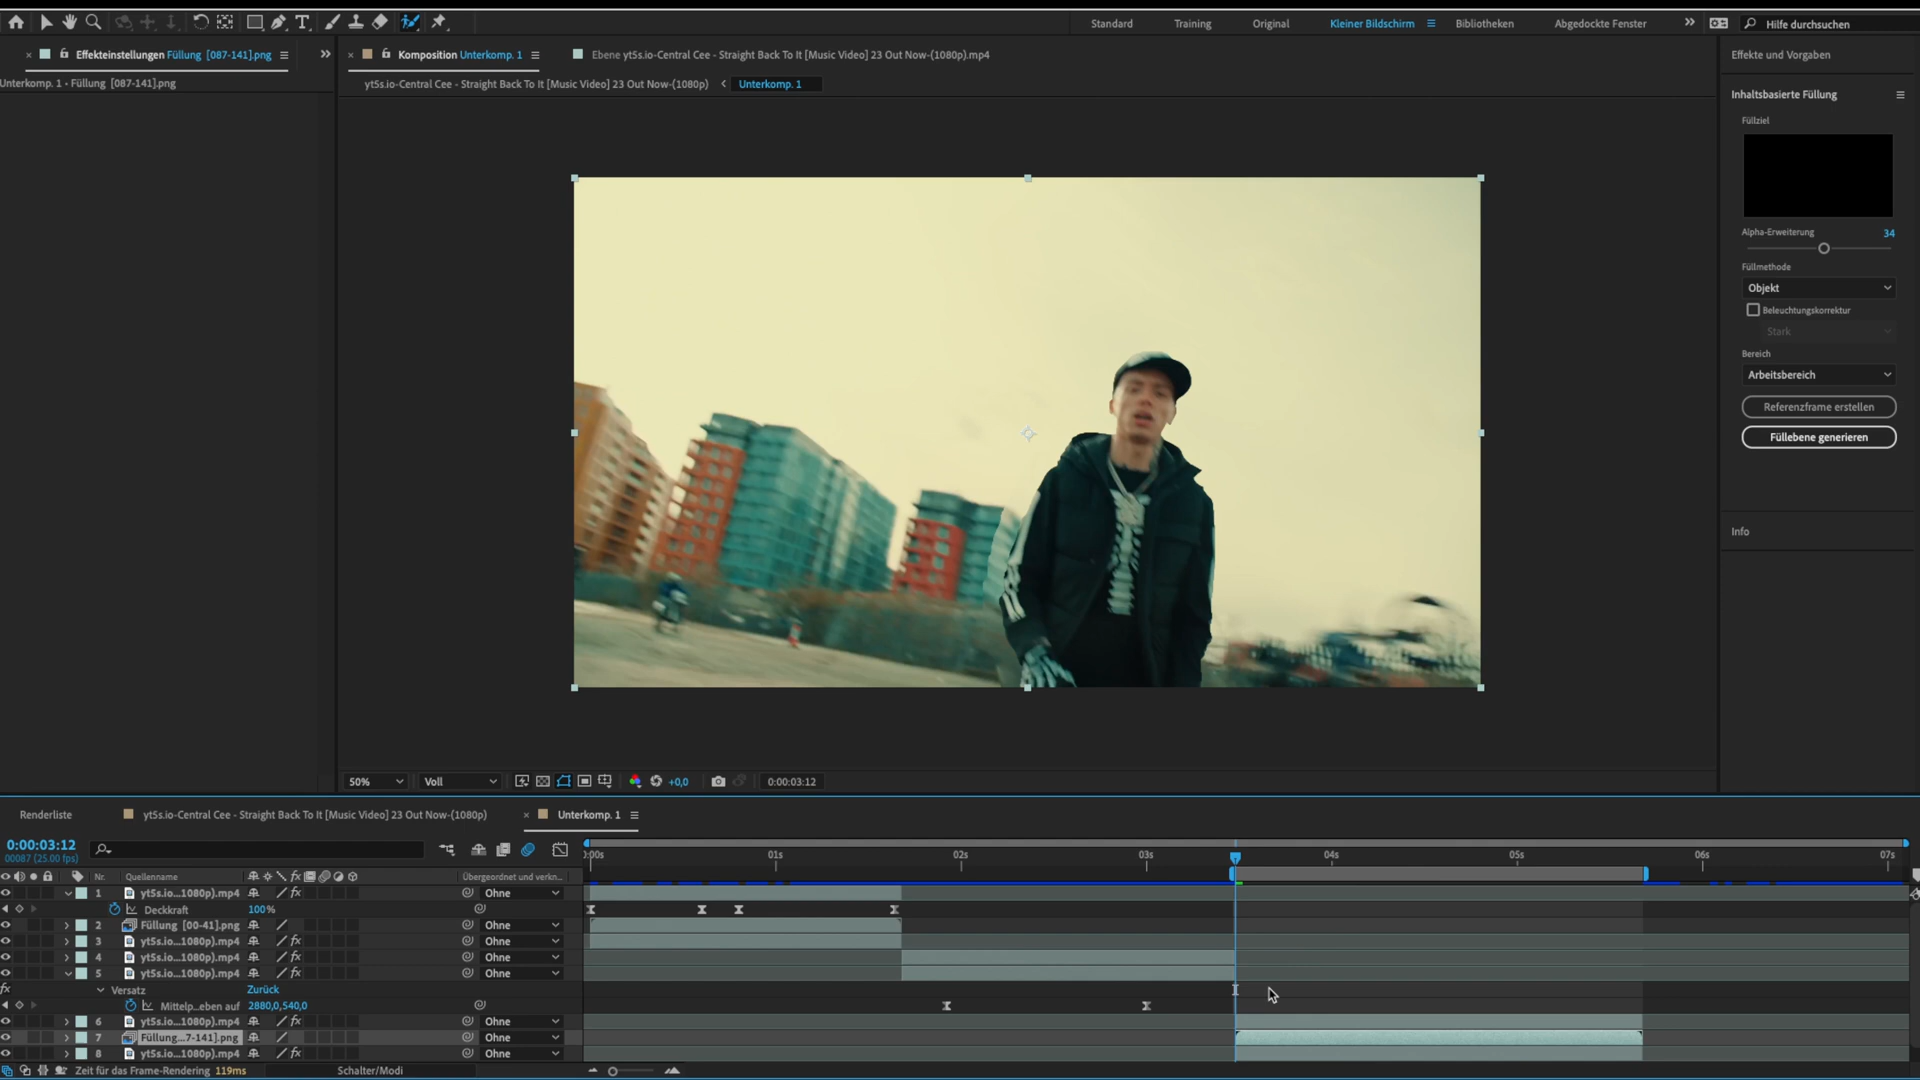 Standard
Training
Original
Kleiner Bildschirm
Bibliotheken
Abgedockte Fenster
Hilfe durchsuchen
Effekteinstellungen Füllung [087-141].png
Komposition Unterkomp. 1
Ebene yt5s.io-Central Cee - Straight Back To It [Music Video] 23 Out Now-(1080p).mp4
Effekte und Vorgaben
Unterkomp. 1 • Füllung [087-141].png
yt5s.io-Central Cee - Straight Back To It [Music Video] 23 Out Now-(1080p)
Unterkomp. 1
Inhaltsbasierte Füllung
Füllziel
Alpha-Erweiterung 34
Füllmethode
Objekt
Beleuchtungskorrektur
Stark
Bereich
Arbeitsbereich
Referenzframe erstellen
Füllebene generieren
Info
50%
Voll
+0,0
0:00:03:12
Renderliste
yt5s.io-Central Cee - Straight Back To It [Music Video] 23 Out Now-(1080p)
Unterkomp. 1
0:00:03:12
00087 (25.00 fps)
:00s 01s 02s 03s 04s 05s 06s 07s
Nr. Quellenname fx Übergeordnet und verkn...
1 yt5s.io...1080p).mp4 fx Ohne
Deckkraft 100%
2 Füllung [00-41].png Ohne
3 yt5s.io...1080p).mp4 fx Ohne
4 yt5s.io...1080p).mp4 fx Ohne
5 yt5s.io...1080p).mp4 fx Ohne
fx Versatz Zurück
Mittelp...eben auf 2880,0,540,0
6 yt5s.io...1080p).mp4 fx Ohne
7 Füllung...7-141].png Ohne
8 yt5s.io...1080p).mp4 fx Ohne
Zeit für das Frame-Rendering 119ms
Schalter/Modi